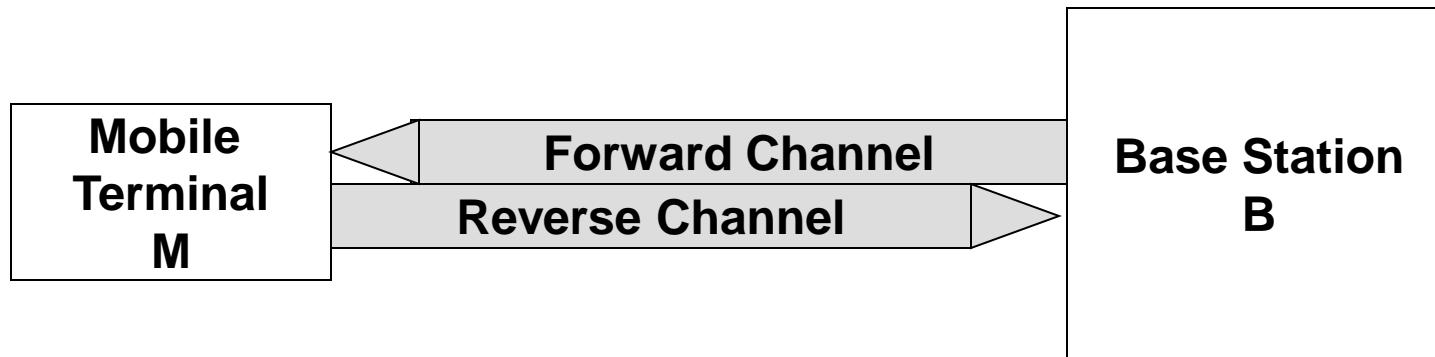 Mobile
Terminal
M
Forward Channel
Reverse Channel
Base Station
B